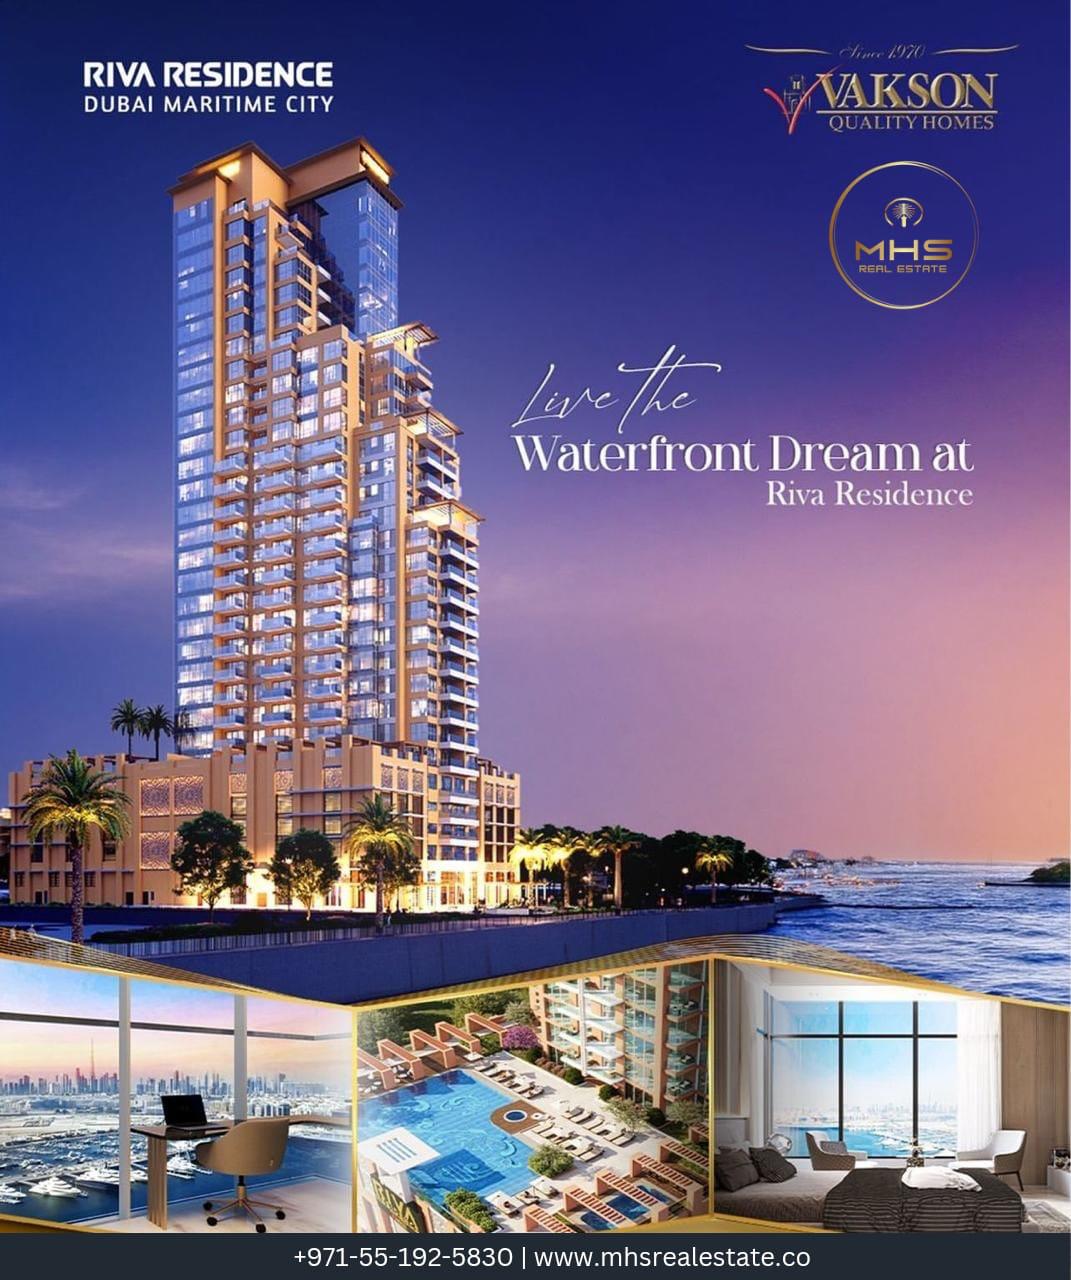 RIVA RESIDENCE
DUBAI MARITIME CITY
Since 1970
VAKSON
QUALITY HOMES
MHS
REAL ESTATE
Live the
Waterfront Dream at
Riva Residence
RIVA
+971-55-192-5830 | www.mhsrealestate.co